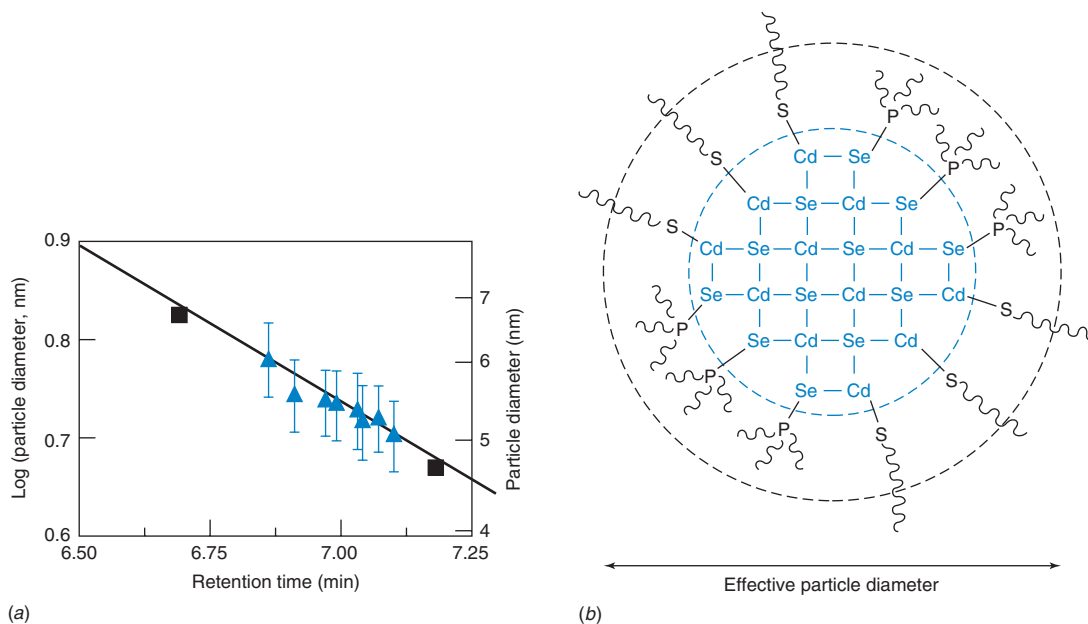 Log (particle diameter, nm)
0.9
0.8
0.7
0.6
6.50
6.75
7.00
7.25
Retention time (min)
7
6
5
4
Particle diameter (nm)
(a)
S
P
Cd — Se
S
P
Cd — Se — Cd — Se
S
P
Cd — Se — Cd — Se — Cd — Se
Se — Cd — Se — Cd — Se — Cd
S
P
Se — Cd — Se — Cd
P
S
Se — Cd
P
S
Effective particle diameter
(b)